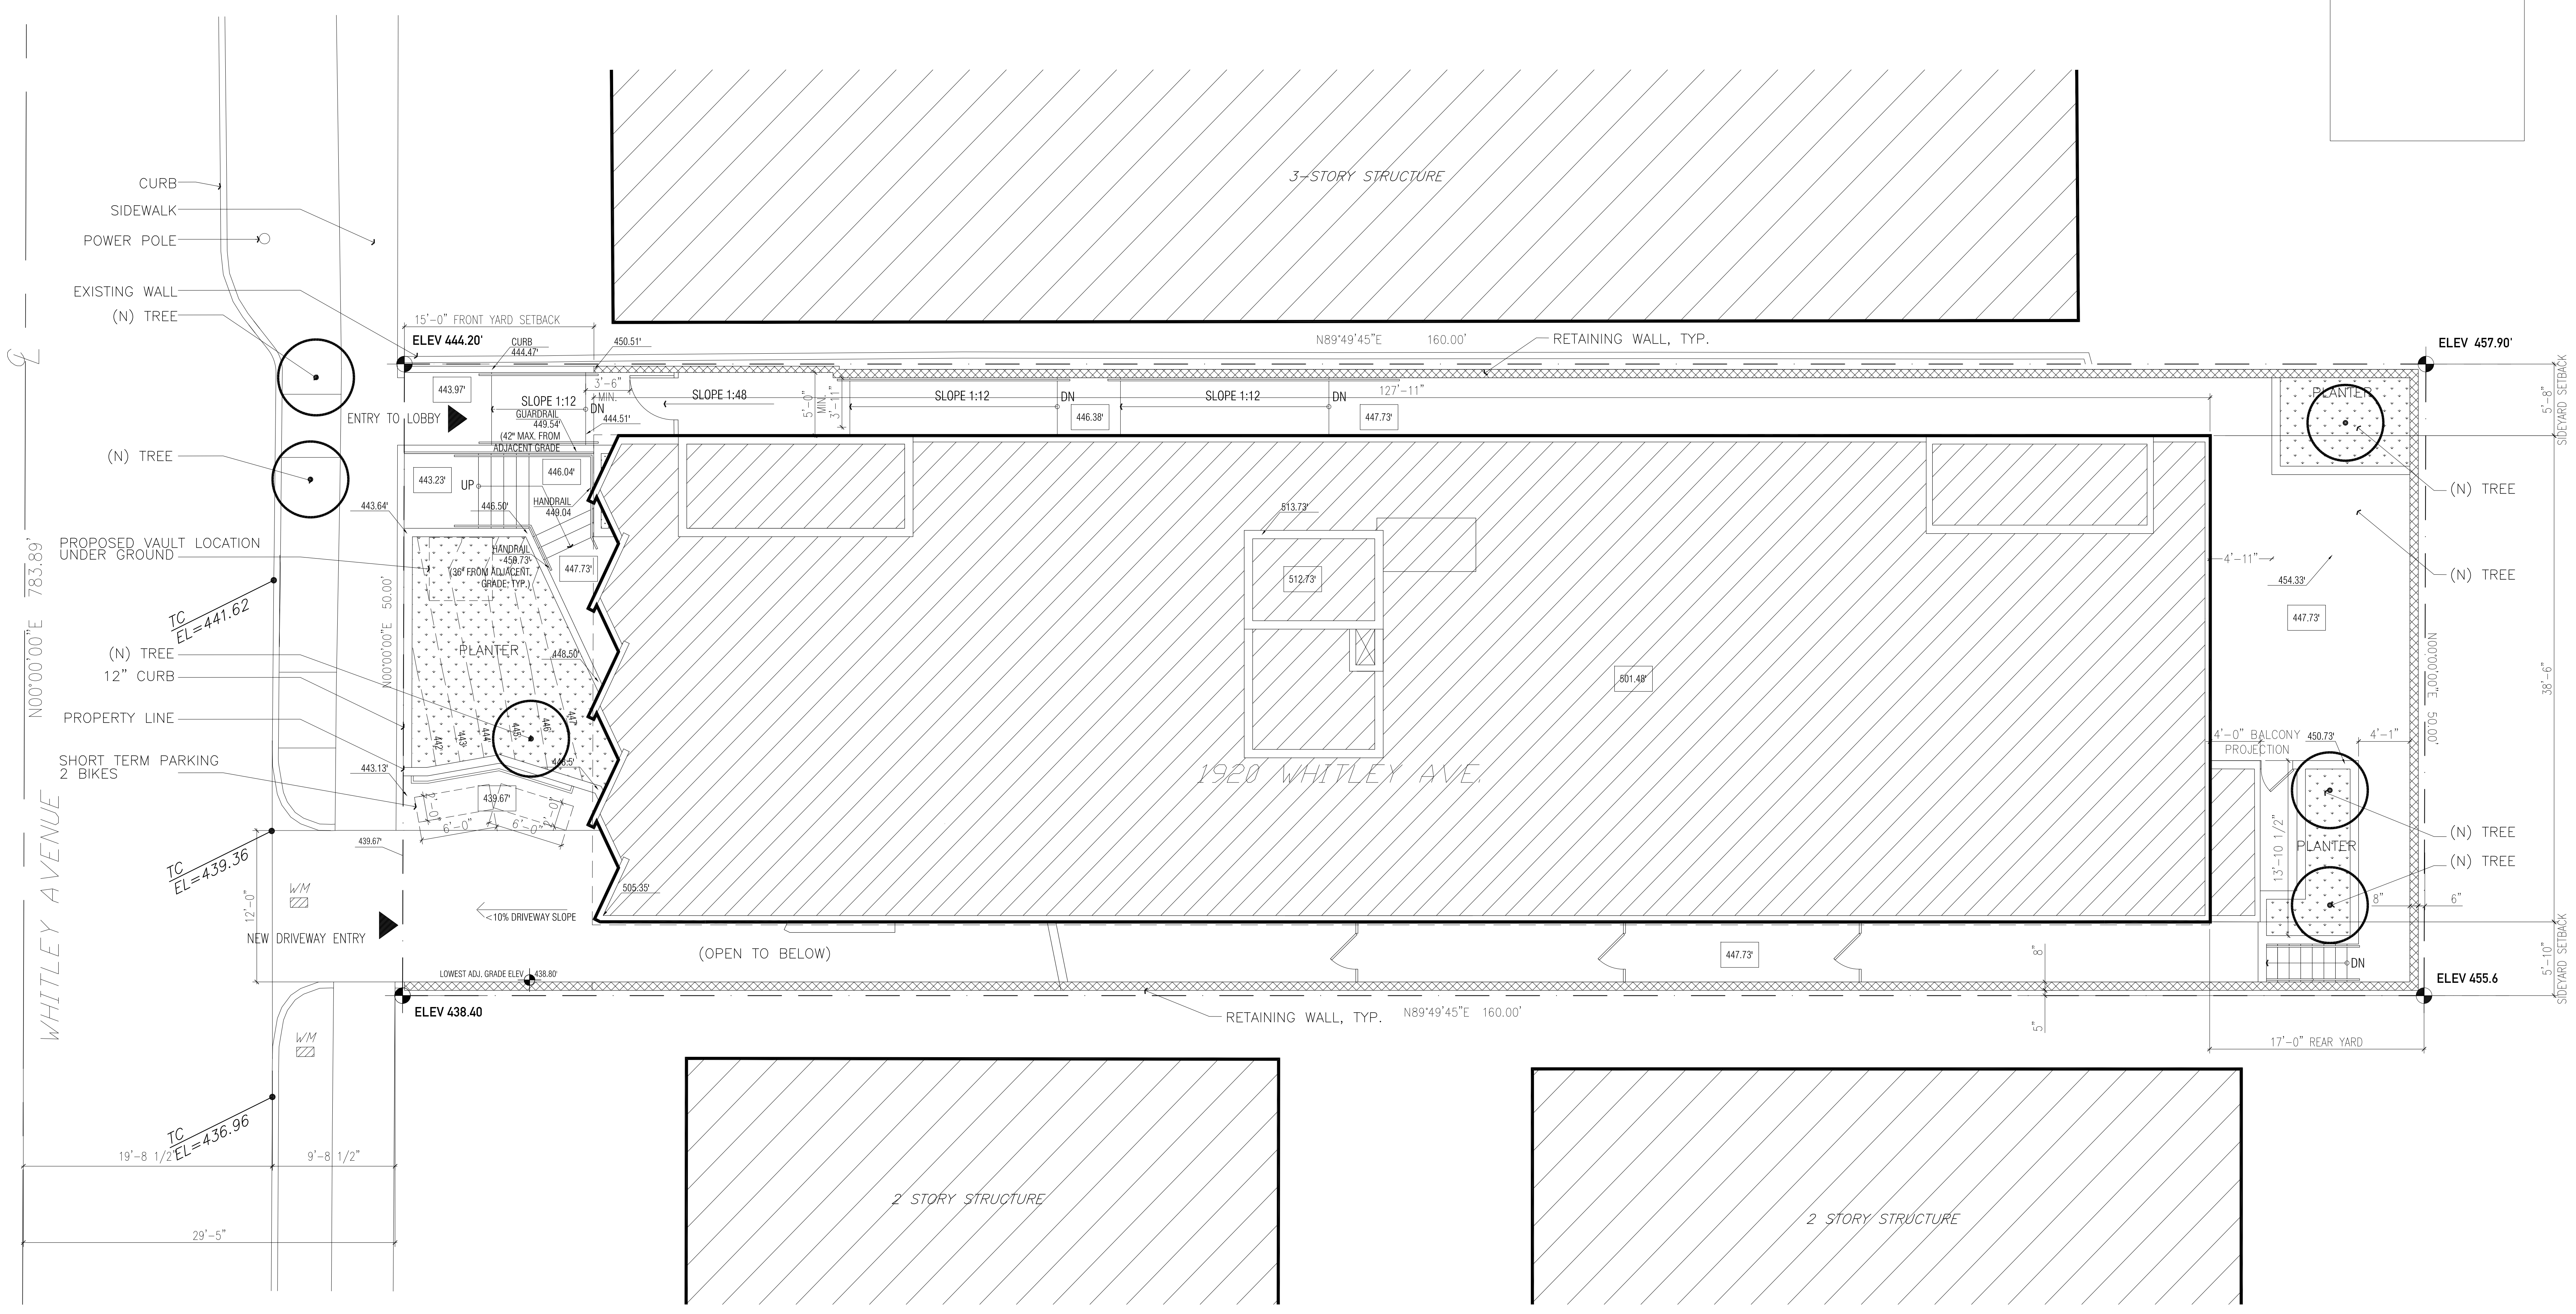 3-STORY STRUCTURE
CURB
SIDEWALK
POWER POLE
EXISTING WALL
(N) TREE
(N) TREE
PROPOSED VAULT LOCATION
UNDER GROUND
TC
EL=441.62
(N) TREE
12" CURB
PROPERTY LINE
SHORT TERM PARKING
2 BIKES
TC
EL=439.36
WM
NEW DRIVEWAY ENTRY
12'-0"
WM
TC
EL=436.96
19'-8 1/2"
9'-8 1/2"
29'-5"
WHITLEY AVENUE
N00°00'00"E 783.89'
15'-0" FRONT YARD SETBACK
ELEV 444.20'
CURB
444.47'
450.51'
N89°49'45"E 160.00'
RETAINING WALL, TYP.
ELEV 457.90'
443.97'
ENTRY TO LOBBY
SLOPE 1:12
DN
GUARDRAIL
449.54'
(42" MAX. FROM
ADJACENT GRADE
444.51'
3'-6"
MIN.
SLOPE 1:48
5'-0"
MIN.
3'-11"
SLOPE 1:12
DN
446.38'
SLOPE 1:12
DN
127'-11"
447.73'
443.23'
446.04'
UP
443.64'
446.50'
HANDRAIL
449.04
HANDRAIL
450.73'
(36" FROM ADJACENT
GRADE, TYP.)
447.73'
N00°00'00"E 50.00'
PLANTER
448.50'
442'
443'
444'
445'
446'
447'
443.13'
448.5'
439.67'
2'-0"
6'-0"
6'-0"
2'-0"
439.67'
505.35'
<10% DRIVEWAY SLOPE
LOWEST ADJ. GRADE ELEV
438.80'
ELEV 438.40
513.73'
512.73'
501.48'
1920 WHITLEY AVE.
(OPEN TO BELOW)
447.73'
RETAINING WALL, TYP.
N89°49'45"E 160.00'
PLANTER
(N) TREE
(N) TREE
4'-11"
454.33'
447.73'
N00°00'00"E 50.00'
4'-0" BALCONY
PROJECTION
450.73'
4'-1"
(N) TREE
PLANTER
(N) TREE
13'-10 1/2"
8"
6"
DN
8"
5"
ELEV 455.6
17'-0" REAR YARD
5'-8"
SIDEYARD SETBACK
38'-6"
5'-10"
SIDEYARD SETBACK
2 STORY STRUCTURE
2 STORY STRUCTURE